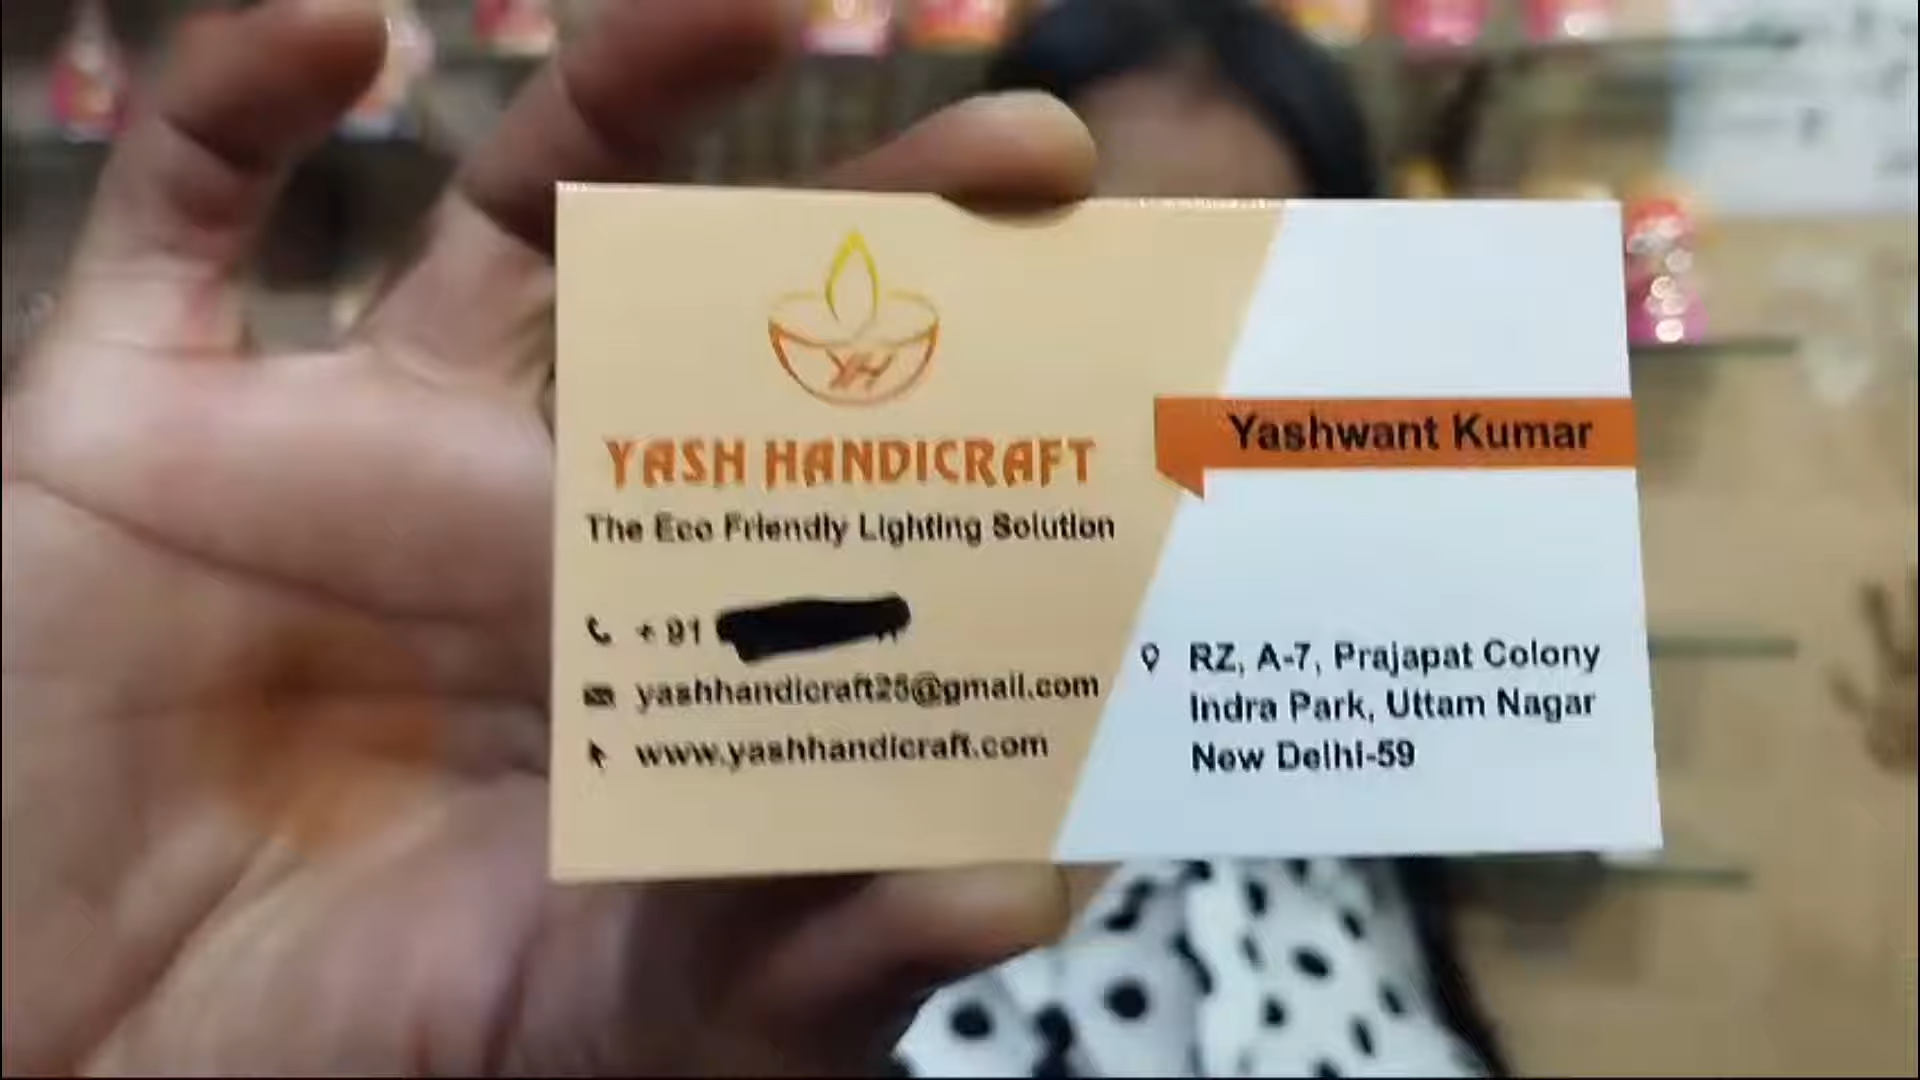 YH
YASH HANDICRAFT
The Eco Friendly Lighting Solution
+91
yashhandicraft25@gmail.com
www.yashhandicraft.com
Yashwant Kumar
RZ, A-7, Prajapat Colony
Indra Park, Uttam Nagar
New Delhi-59